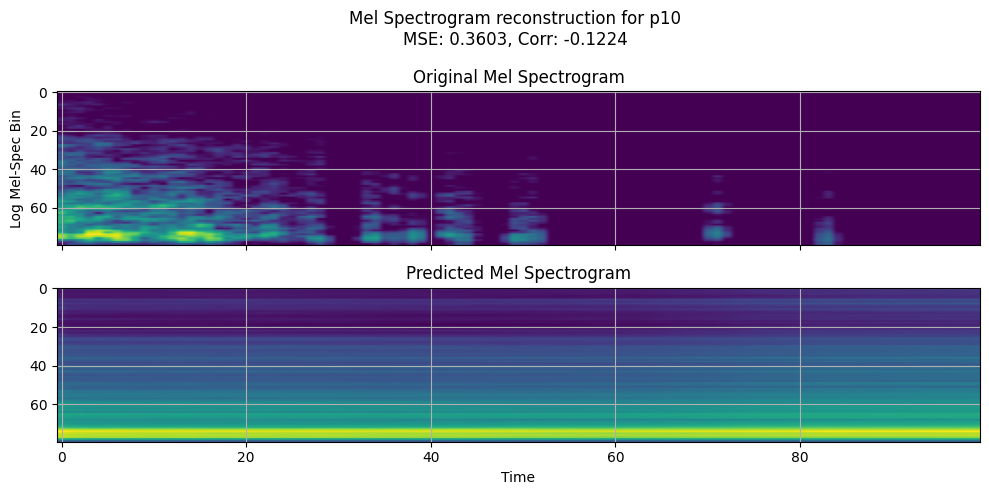 Mel Spectrogram reconstruction for p10
MSE: 0.3603, Corr: -0.1224
Original Mel Spectrogram
Log Mel-Spec Bin
0
20
40
60
Predicted Mel Spectrogram
0
20
40
60
0 20 40 60 80
Time